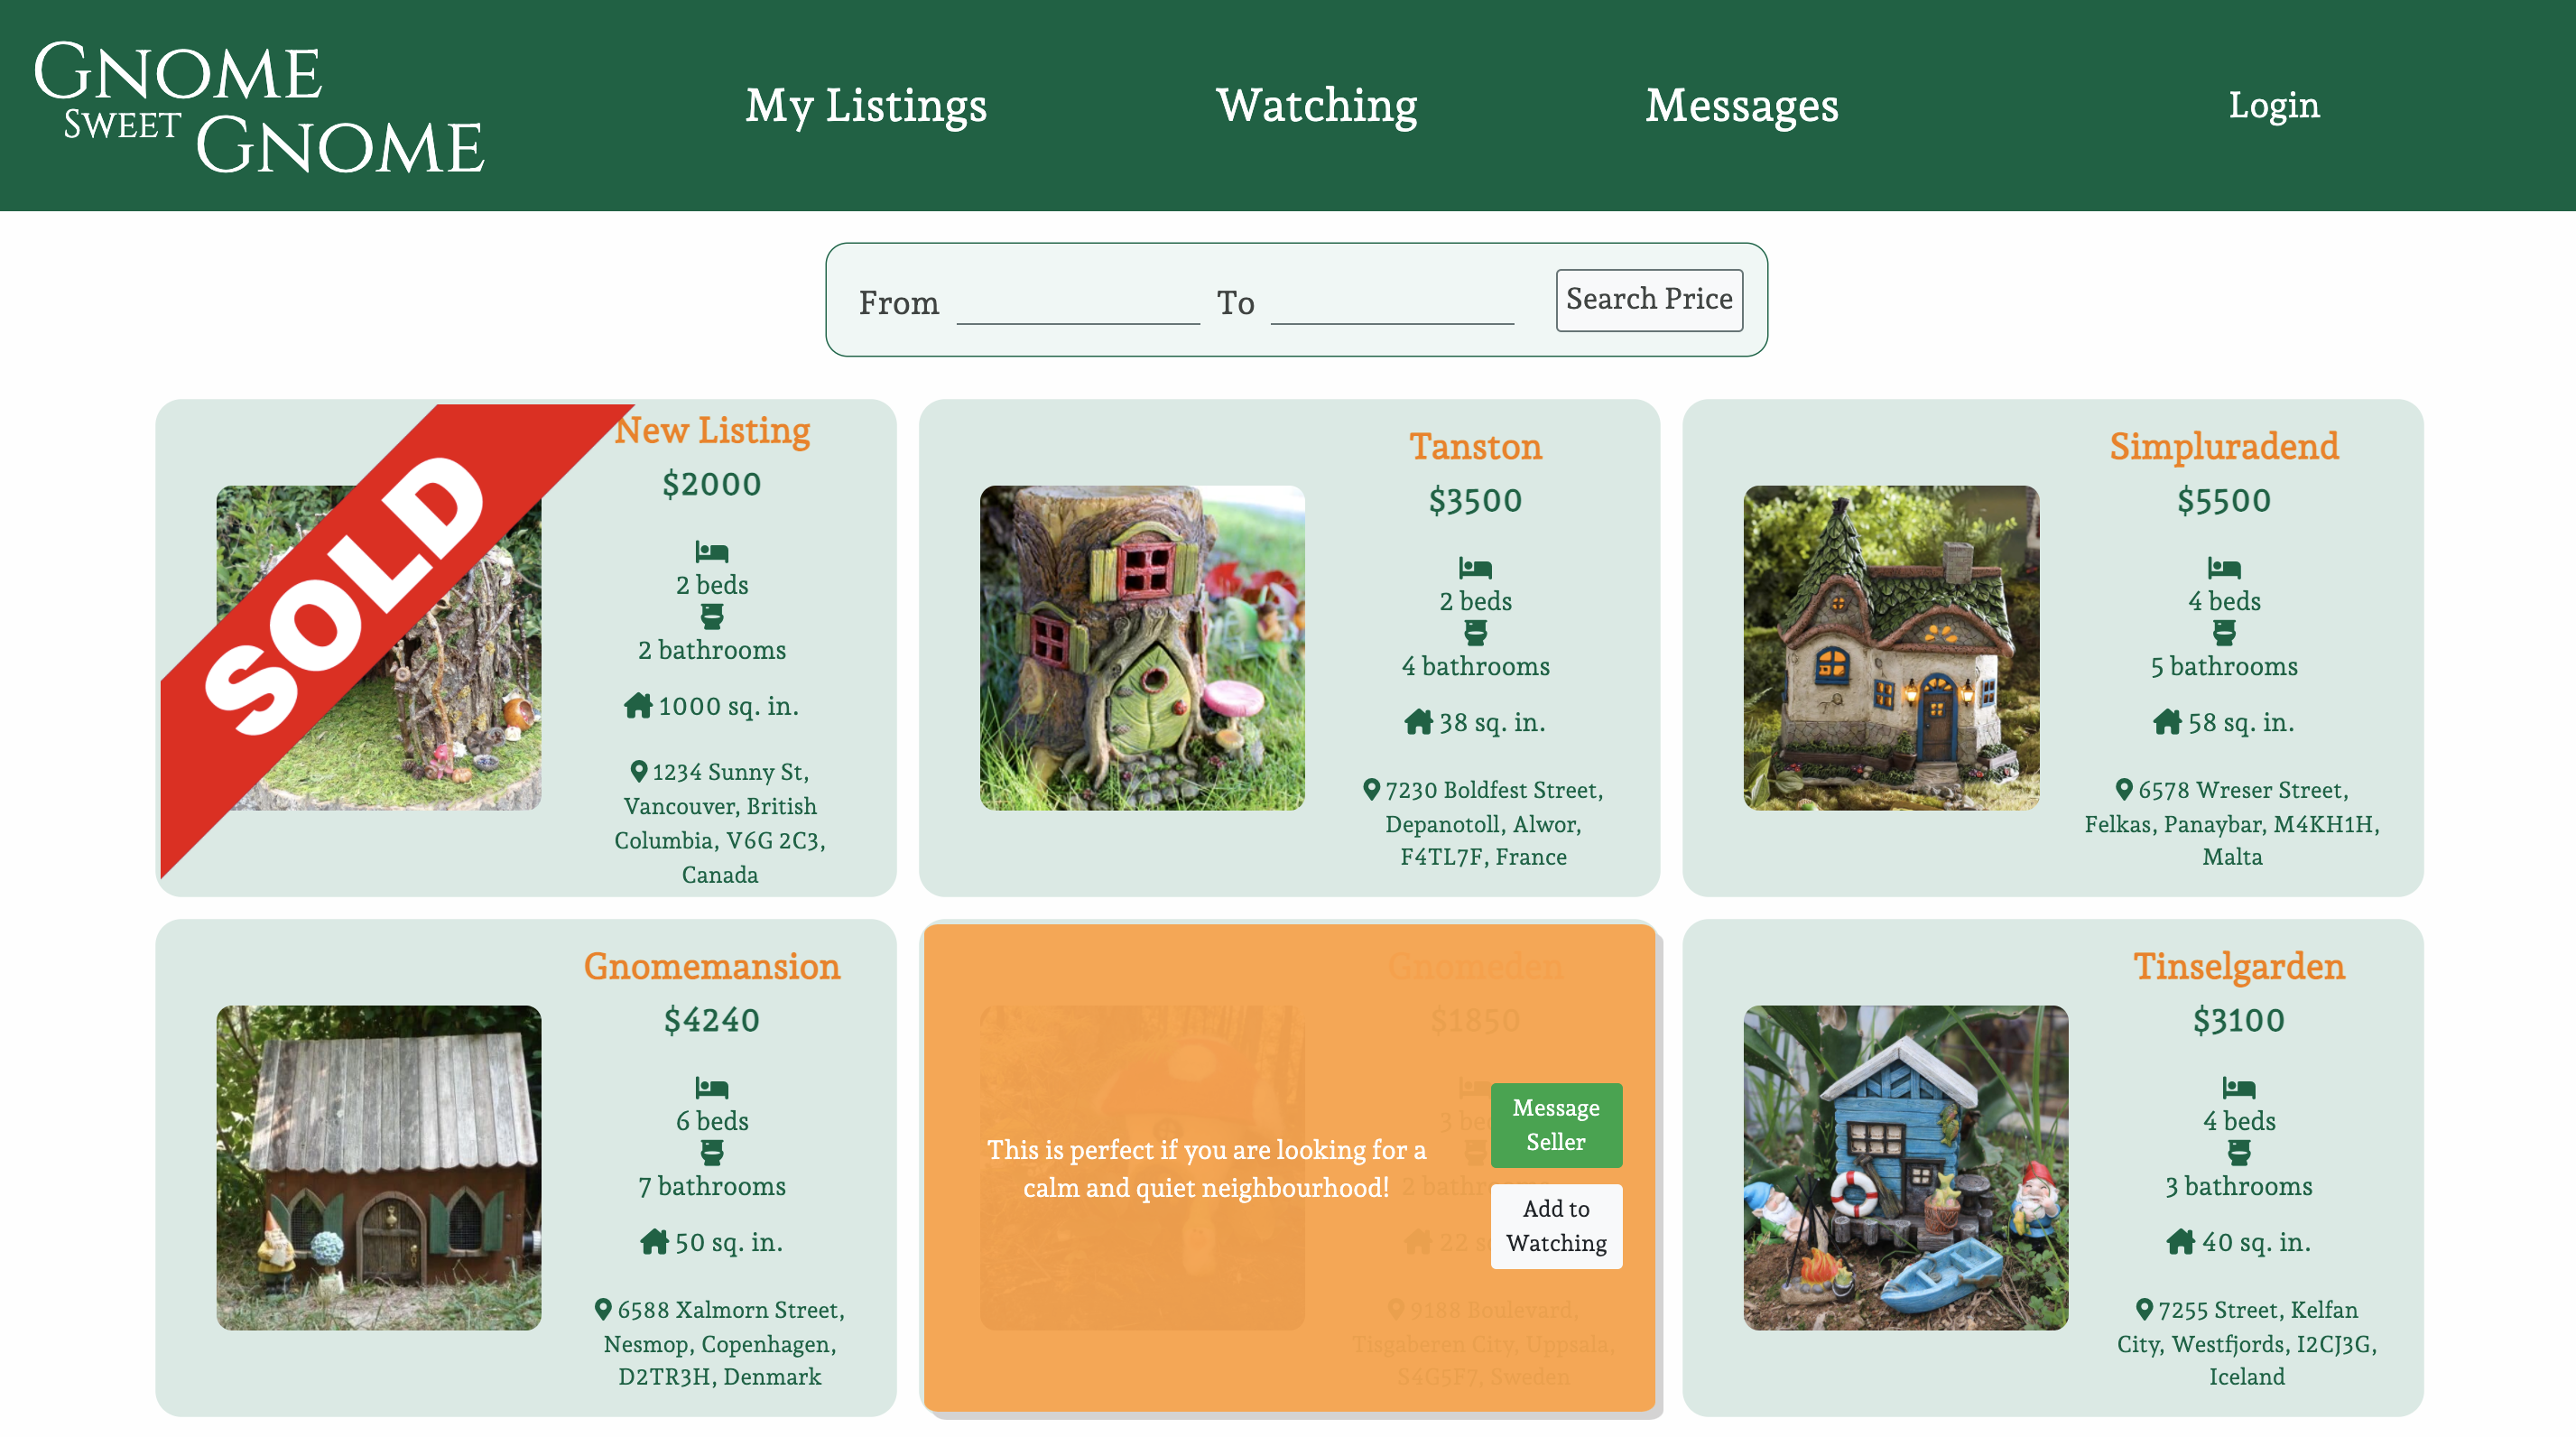 GNOME
SWEET GNOME
My Listings
Watching
Messages
Login
From
To
Search Price
SOLD
New Listing
$2000
2 beds
2 bathrooms
1000 sq. in.
1234 Sunny St,
Vancouver, British
Columbia, V6G 2C3,
Canada
Tanston
$3500
2 beds
4 bathrooms
38 sq. in.
7230 Boldfest Street,
Depanotoll, Alwor,
F4TL7F, France
Simpluradend
$5500
4 beds
5 bathrooms
58 sq. in.
6578 Wreser Street,
Felkas, Panaybar, M4KH1H,
Malta
Gnomemansion
$4240
6 beds
7 bathrooms
50 sq. in.
6588 Xalmorn Street,
Nesmop, Copenhagen,
D2TR3H, Denmark
This is perfect if you are looking for a
calm and quiet neighbourhood!
Message
Seller
Add to
Watching
Gnomeden
$1850
3
2
22
9188 Boulevard,
Tisgaberen City, Uppsala,
S4G5F7, Sweden
Tinselgarden
$3100
4 beds
3 bathrooms
40 sq. in.
7255 Street, Kelfan
City, Westfjords, I2CJ3G,
Iceland